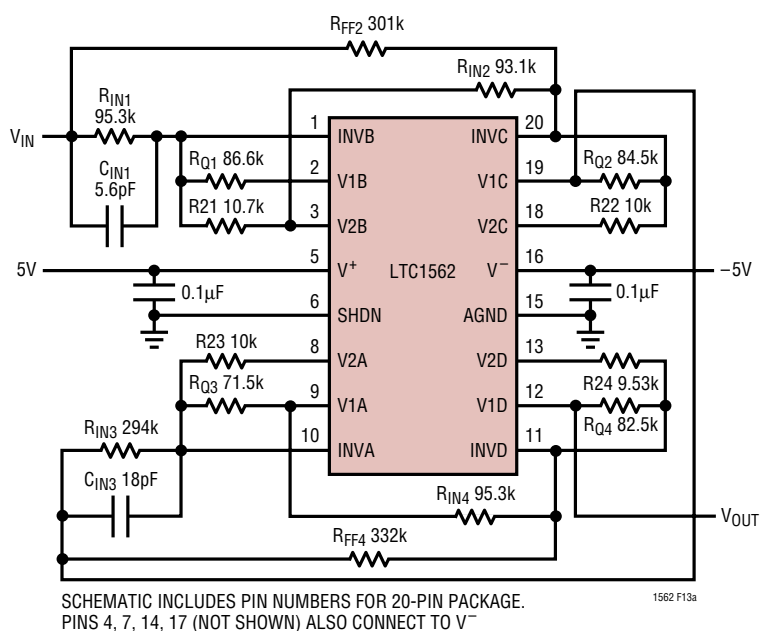 RFF2 301k
RIN2 93.1k
RIN1
95.3k
VIN
CIN1
5.6pF
RQ1 86.6k
R21 10.7k
1 INVB
2 V1B
3 V2B
5 V+
6 SHDN
8 V2A
9 V1A
10 INVA
LTC1562
INVC 20
V1C 19
V2C 18
V− 16
AGND 15
V2D 13
V1D 12
INVD 11
RQ2 84.5k
R22 10k
5V
0.1µF
−5V
0.1µF
R23 10k
RQ3 71.5k
RIN3 294k
CIN3 18pF
R24 9.53k
RQ4 82.5k
RIN4 95.3k
RFF4 332k
VOUT
SCHEMATIC INCLUDES PIN NUMBERS FOR 20-PIN PACKAGE.
PINS 4, 7, 14, 17 (NOT SHOWN) ALSO CONNECT TO V−
1562 F13a